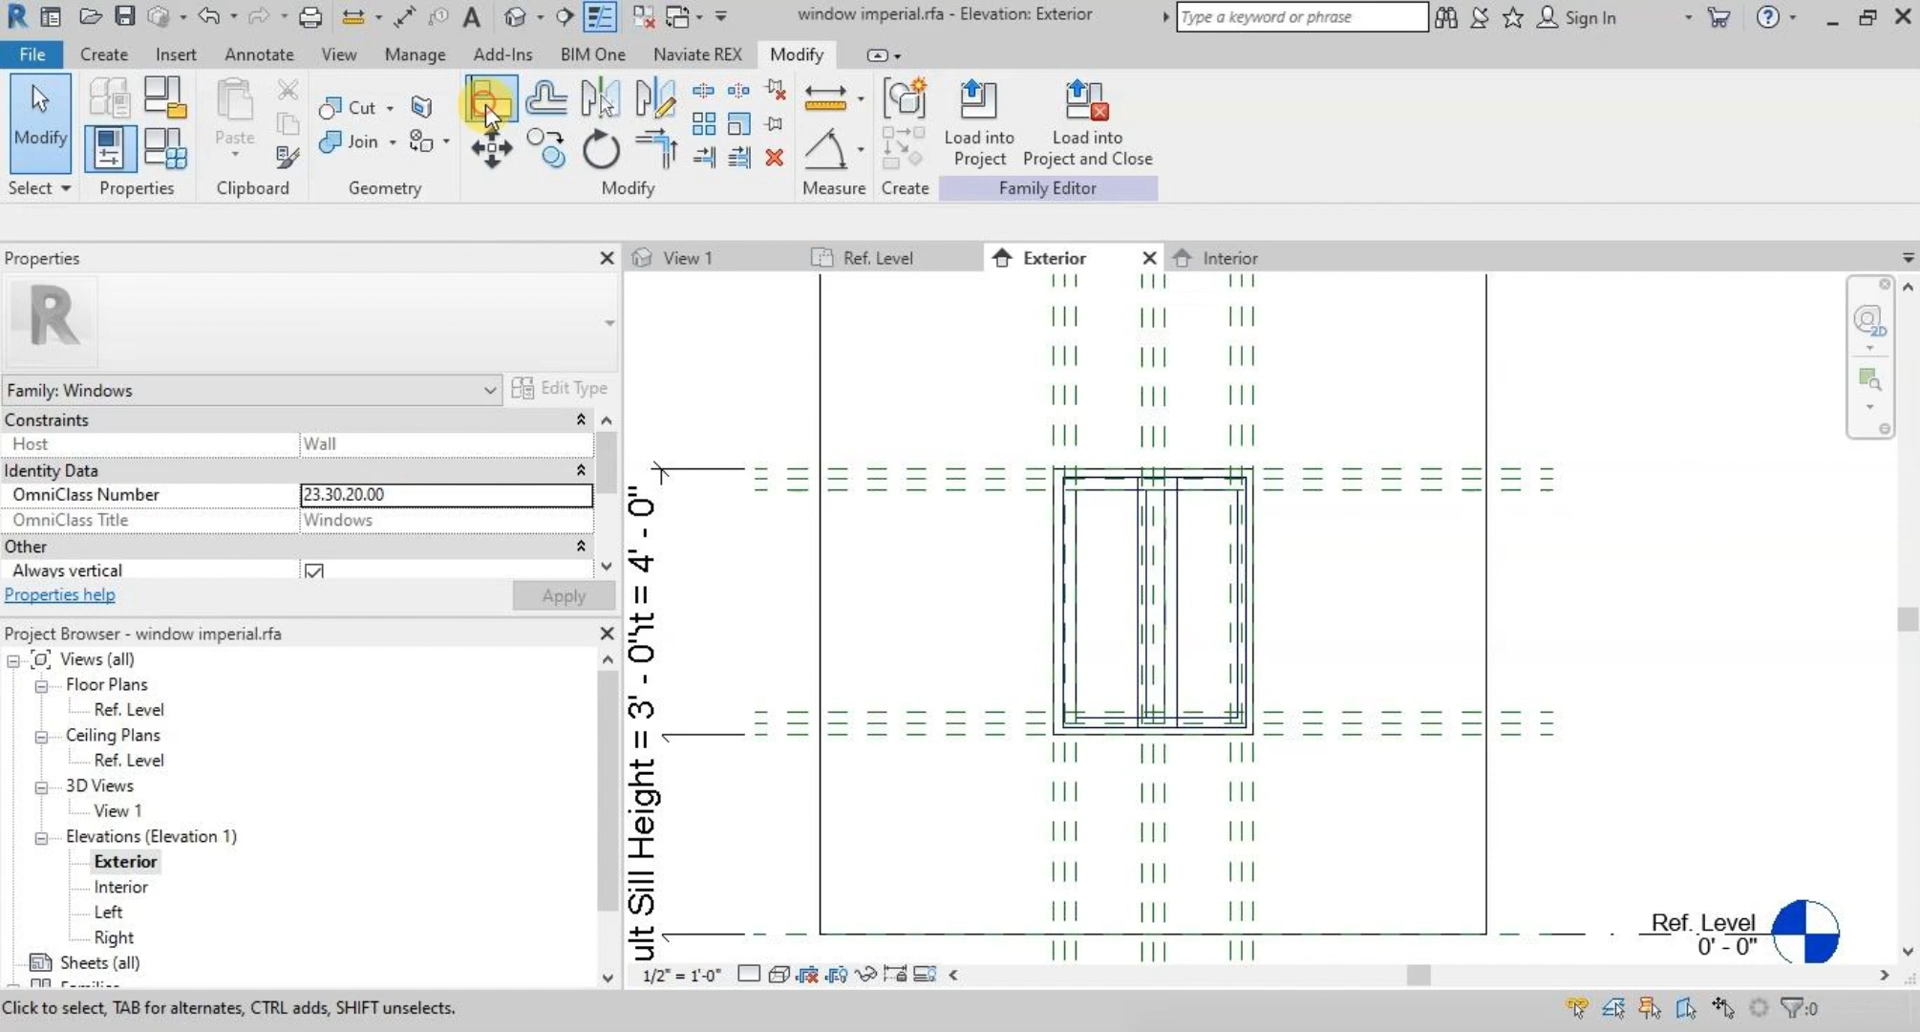 window imperial.rfa - Elevation: Exterior
Type a keyword or phrase
Sign In
File Create Insert Annotate View Manage Add-Ins BIM One Naviate REX Modify
Modify
Paste
Cut
Join
Load into Project
Load into Project and Close
Select Properties Clipboard Geometry Modify Measure Create Family Editor
Properties
View 1 Ref. Level Exterior Interior
R
Family: Windows
Edit Type
Constraints
Host Wall
Identity Data
OmniClass Number 23.30.20.00
OmniClass Title Windows
Other
Always vertical
Properties help
Apply
Project Browser - window imperial.rfa
Views (all)
Floor Plans
Ref. Level
Ceiling Plans
Ref. Level
3D Views
View 1
Elevations (Elevation 1)
Exterior
Interior
Left
Right
Sheets (all)
ult Sill Height = 3' - 0"
ht = 4' - 0"
Ref. Level
0' - 0"
2D
1/2" = 1'-0"
Click to select, TAB for alternates, CTRL adds, SHIFT unselects.
:0